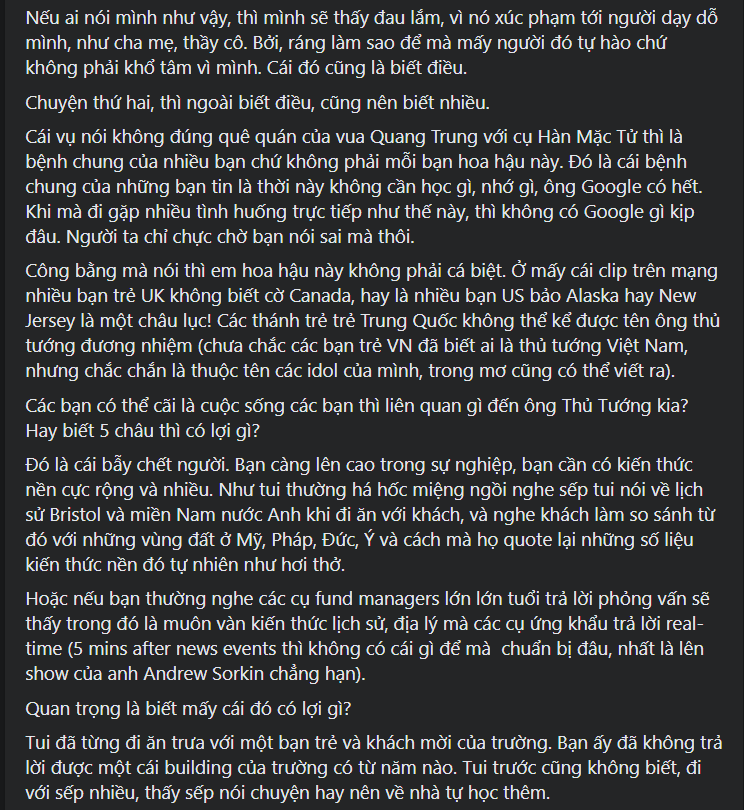 Nếu ai nói mình như vậy, thì mình sẽ thấy đau lắm, vì nó xúc phạm tới người dạy dỗ
mình, như cha mẹ, thầy cô. Bởi, ráng làm sao để mà mấy người đó tự hào chứ
không phải khổ tâm vì mình. Cái đó cũng là biết điều.
Chuyện thứ hai, thì ngoài biết điều, cũng nên biết nhiều.
Cái vụ nói không đúng quê quán của vua Quang Trung với cụ Hàn Mặc Tử thì là
bệnh chung của nhiều bạn chứ không phải mỗi bạn hoa hậu này. Đó là cái bệnh
chung của những bạn tin là thời này không cần học gì, nhớ gì, ông Google có hết.
Khi mà đi gặp nhiều tình huống trực tiếp như thế này, thì không có Google gì kịp
đâu. Người ta chỉ chực chờ bạn nói sai mà thôi.
Công bằng mà nói thì em hoa hậu này không phải cá biệt. Ở mấy cái clip trên mạng
nhiều bạn trẻ UK không biết cờ Canada, hay là nhiều bạn US bảo Alaska hay New
Jersey là một châu lục! Các thánh trẻ trẻ Trung Quốc không thể kể được tên ông thủ
tướng đương nhiệm (chưa chắc các bạn trẻ VN đã biết ai là thủ tướng Việt Nam,
nhưng chắc chắn là thuộc tên các idol của mình, trong mơ cũng có thể viết ra).
Các bạn có thể cãi là cuộc sống các bạn thì liên quan gì đến ông Thủ Tướng kia?
Hay biết 5 châu thì có lợi gì?
Đó là cái bẫy chết người. Bạn càng lên cao trong sự nghiệp, bạn cần có kiến thức
nền cực rộng và nhiều. Như tui thường há hốc miệng ngồi nghe sếp tui nói về lịch
sử Bristol và miền Nam nước Anh khi đi ăn với khách, và nghe khách làm so sánh từ
đó với những vùng đất ở Mỹ, Pháp, Đức, Ý và cách mà họ quote lại những số liệu
kiến thức nền đó tự nhiên như hơi thở.
Hoặc nếu bạn thường nghe các cụ fund managers lớn lớn tuổi trả lời phỏng vấn sẽ
thấy trong đó là muôn vàn kiến thức lịch sử, địa lý mà các cụ ứng khẩu trả lời real-
time (5 mins after news events thì không có cái gì để mà  chuẩn bị đâu, nhất là lên
show của anh Andrew Sorkin chẳng hạn).
Quan trọng là biết mấy cái đó có lợi gì?
Tui đã từng đi ăn trưa với một bạn trẻ và khách mời của trường. Bạn ấy đã không trả
lời được một cái building của trường có từ năm nào. Tui trước cũng không biết, đi
với sếp nhiều, thấy sếp nói chuyện hay nên về nhà tự học thêm.